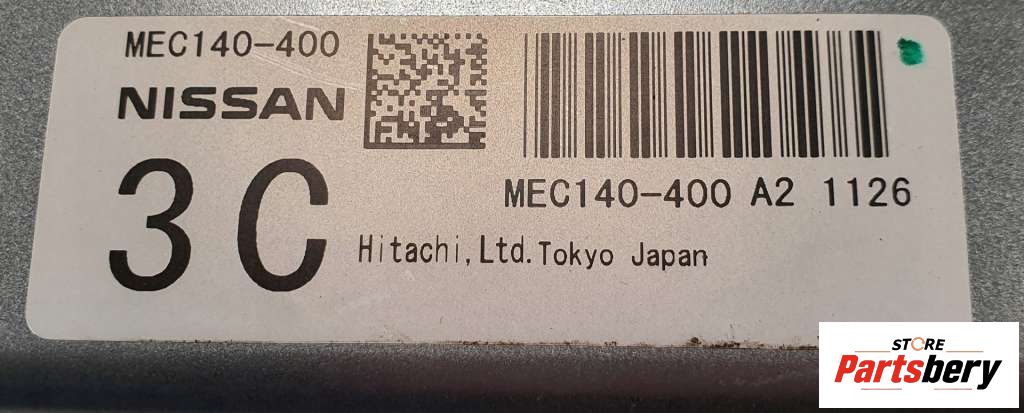 MEC140-400
NISSAN
3C
MEC140-400 A2 1126
Hitachi,Ltd.Tokyo Japan
STORE
Partsbery